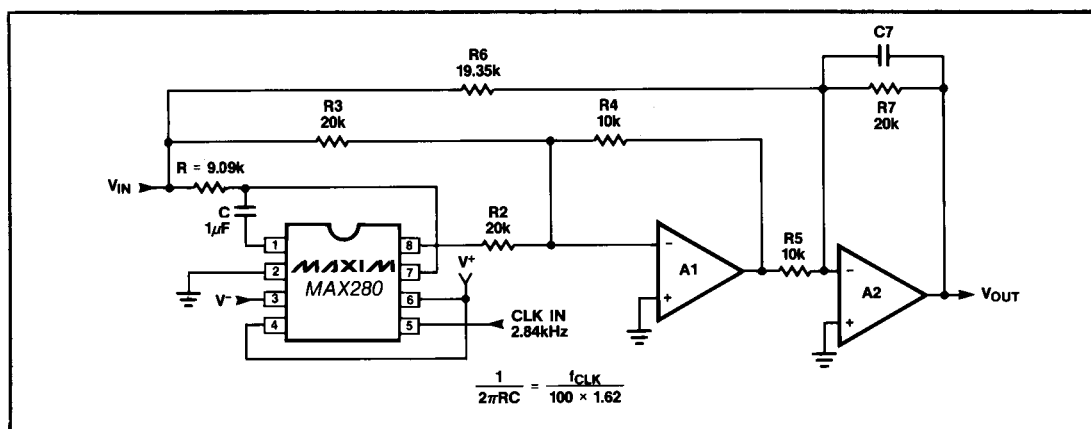 C7
R6
19.35k
R3
20k
R4
10k
R7
20k
R = 9.09k
VIN
C
1µF
R2
20k
1
8
MAXIM
MAX280
2
7
V+
3
6
V−
4
5
CLK IN
2.84kHz
A1
R5
10k
A2
VOUT
−
+
−
+
1
2πRC
=
fCLK
100 × 1.62